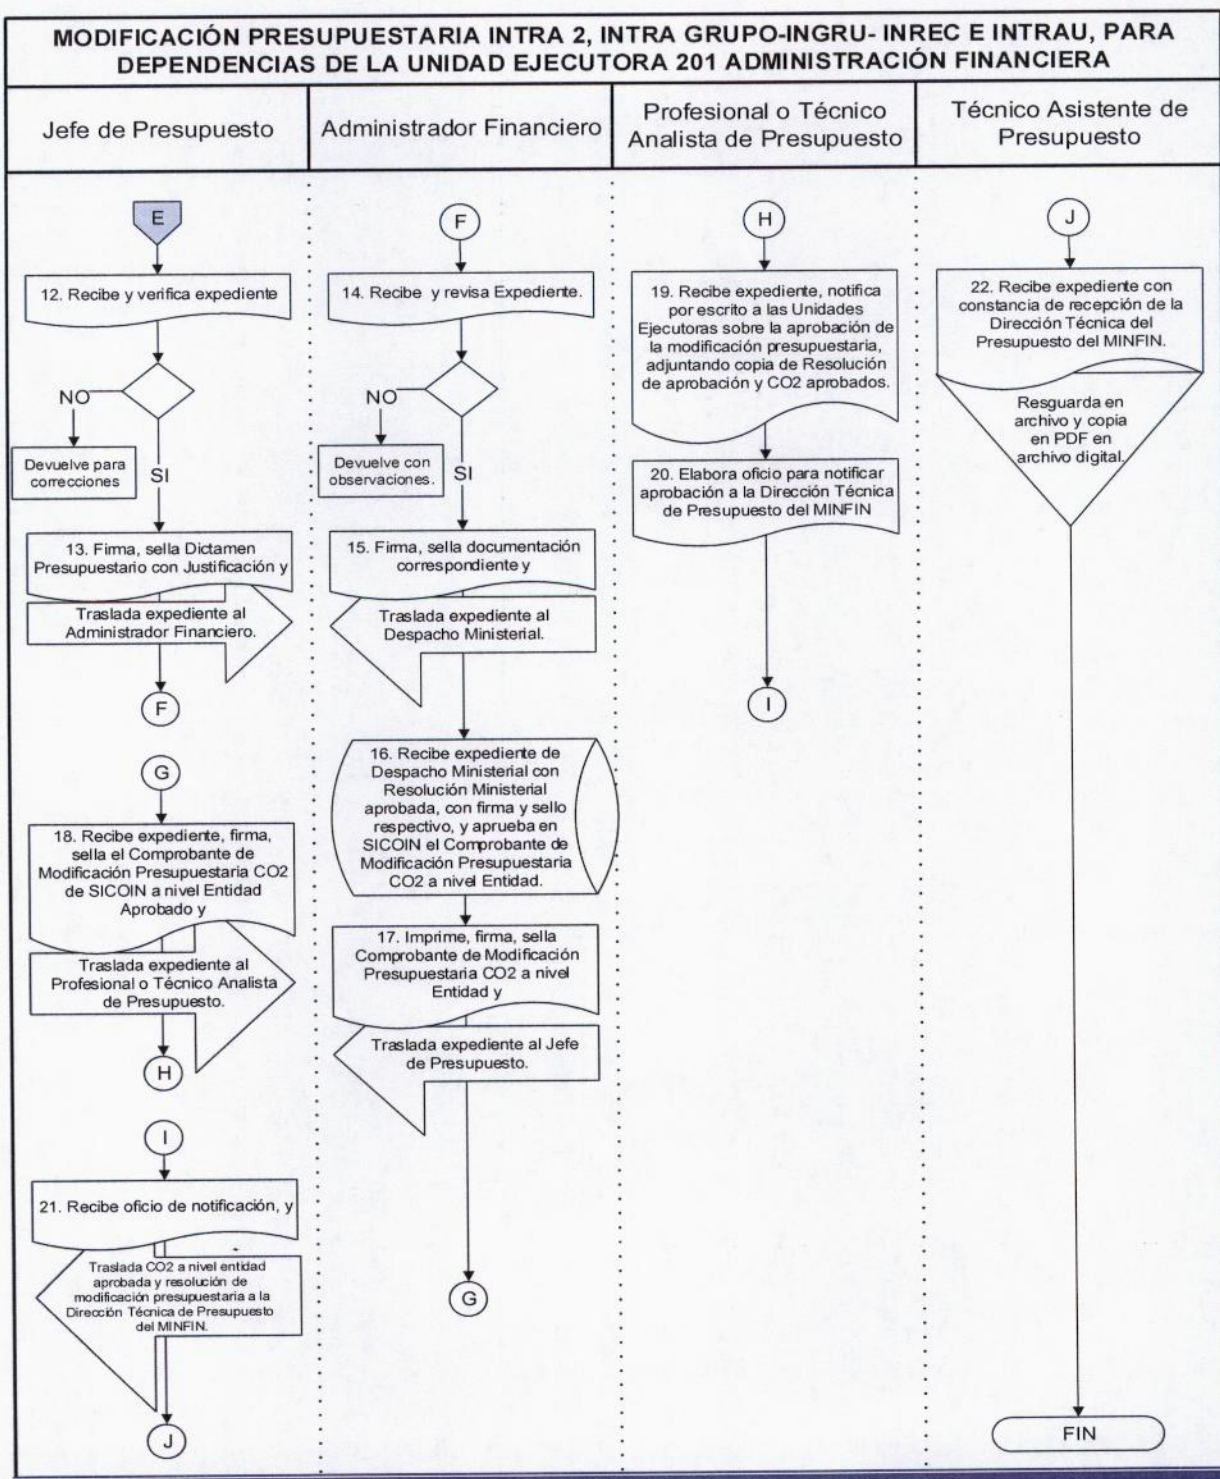 MODIFICACIÓN PRESUPUESTARIA INTRA 2, INTRA GRUPO-INGRU- INREC E INTRAU, PARA
DEPENDENCIAS DE LA UNIDAD EJECUTORA 201 ADMINISTRACIÓN FINANCIERA
Jefe de Presupuesto
Administrador Financiero
Profesional o Técnico
Analista de Presupuesto
Técnico Asistente de
Presupuesto
E
12. Recibe y verifica expediente
NO
Devuelve para
correcciones
SI
13. Firma, sella Dictamen
Presupuestario con Justificación y
Traslada expediente al
Administrador Financiero.
F
G
18. Recibe expediente, firma,
sella el Comprobante de
Modificación Presupuestaria CO2
de SICOIN a nivel Entidad
Aprobado y
Traslada expediente al
Profesional o Técnico Analista
de Presupuesto.
H
I
21. Recibe oficio de notificación, y
Traslada CO2 a nivel entidad
aprobada y resolución de
modificación presupuestaria a la
Dirección Técnica de Presupuesto
del MINFIN.
J
F
14. Recibe y revisa Expediente.
NO
Devuelve con
observaciones.
SI
15. Firma, sella documentación
correspondiente y
Traslada expediente al
Despacho Ministerial.
16. Recibe expediente de
Despacho Ministerial con
Resolución Ministerial
aprobada, con firma y sello
respectivo, y aprueba en
SICOIN el Comprobante de
Modificación Presupuestaria
CO2 a nivel Entidad.
17. Imprime, firma, sella
Comprobante de Modificación
Presupuestaria CO2 a nivel
Entidad y
Traslada expediente al Jefe
de Presupuesto.
G
H
19. Recibe expediente, notifica
por escrito a las Unidades
Ejecutoras sobre la aprobación de
la modificación presupuestaria,
adjuntando copia de Resolución
de aprobación y CO2 aprobados.
20. Elabora oficio para notificar
aprobación a la Dirección Técnica
de Presupuesto del MINFIN
I
J
22. Recibe expediente con
constancia de recepción de la
Dirección Técnica del
Presupuesto del MINFIN.
Resguarda en
archivo y copia
en PDF en
archivo digital.
FIN